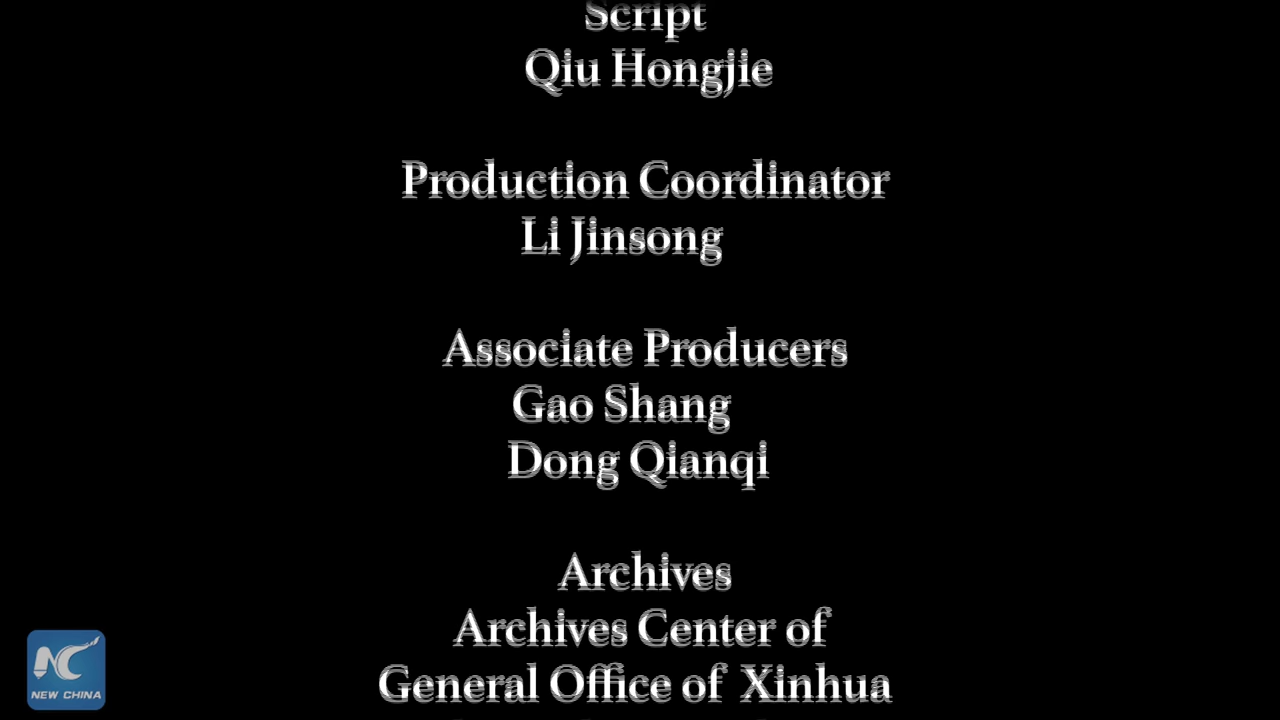 Script
Qiu Hongjie
Production Coordinator
Li Jinsong
Associate Producers
Gao Shang
Dong Qianqi
Archives
Archives Center of
General Office of Xinhua
NC
NEW CHINA